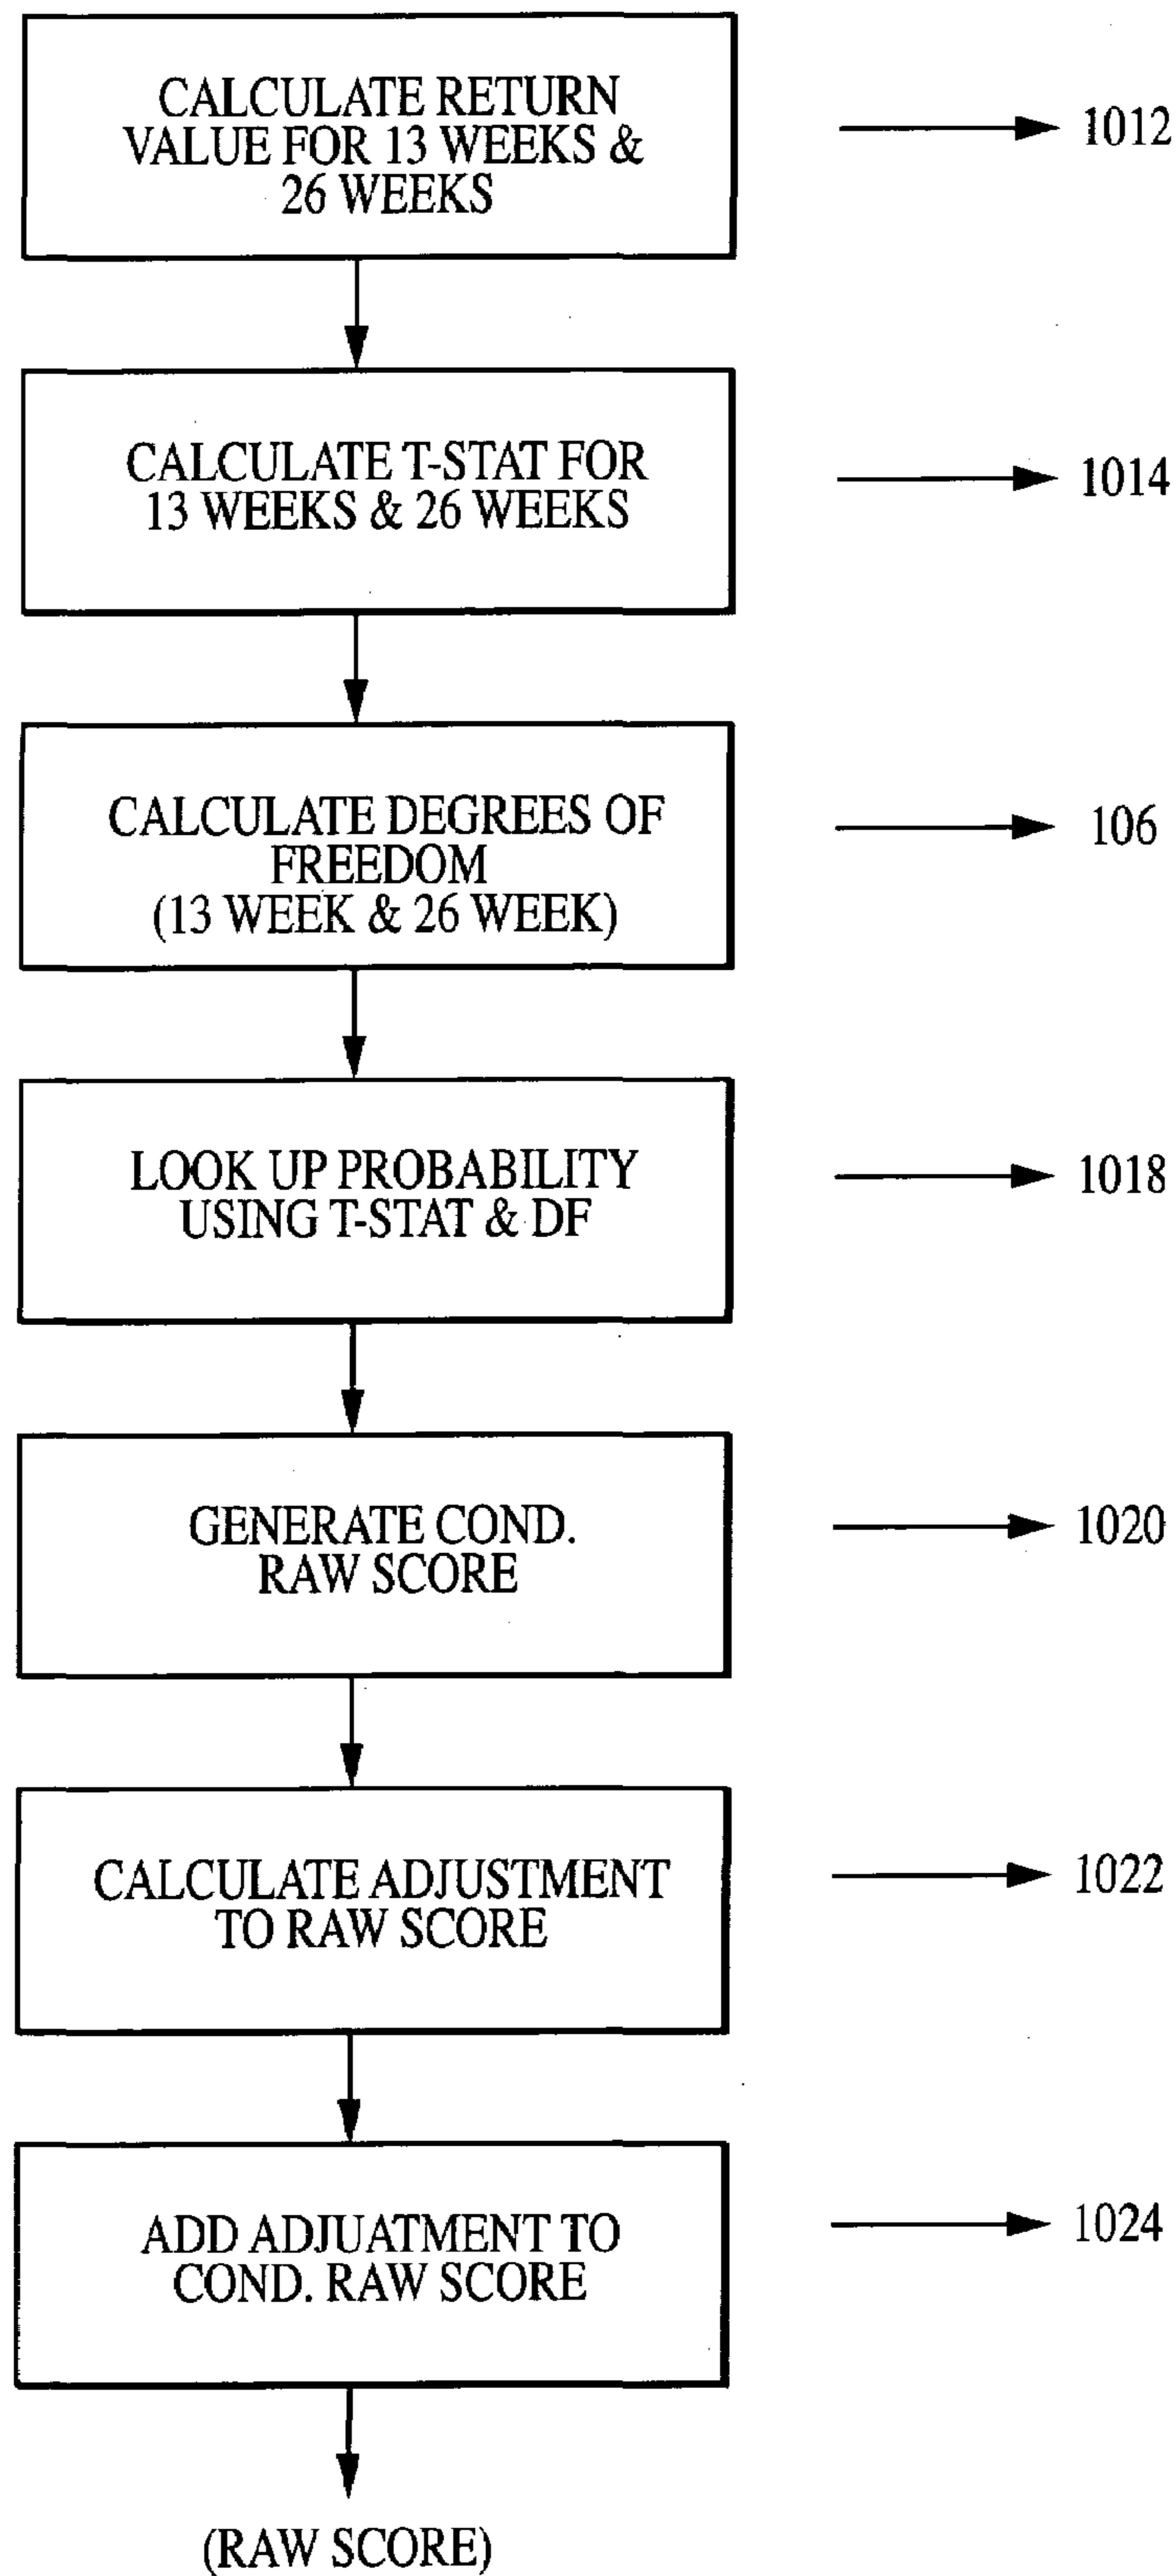 CALCULATE RETURN
VALUE FOR 13 WEEKS &
26 WEEKS
1012
CALCULATE T-STAT FOR
13 WEEKS & 26 WEEKS
1014
CALCULATE DEGREES OF
FREEDOM
(13 WEEK & 26 WEEK)
106
LOOK UP PROBABILITY
USING T-STAT & DF
1018
GENERATE COND.
RAW SCORE
1020
CALCULATE ADJUSTMENT
TO RAW SCORE
1022
ADD ADJUATMENT TO
COND. RAW SCORE
1024
(RAW SCORE)